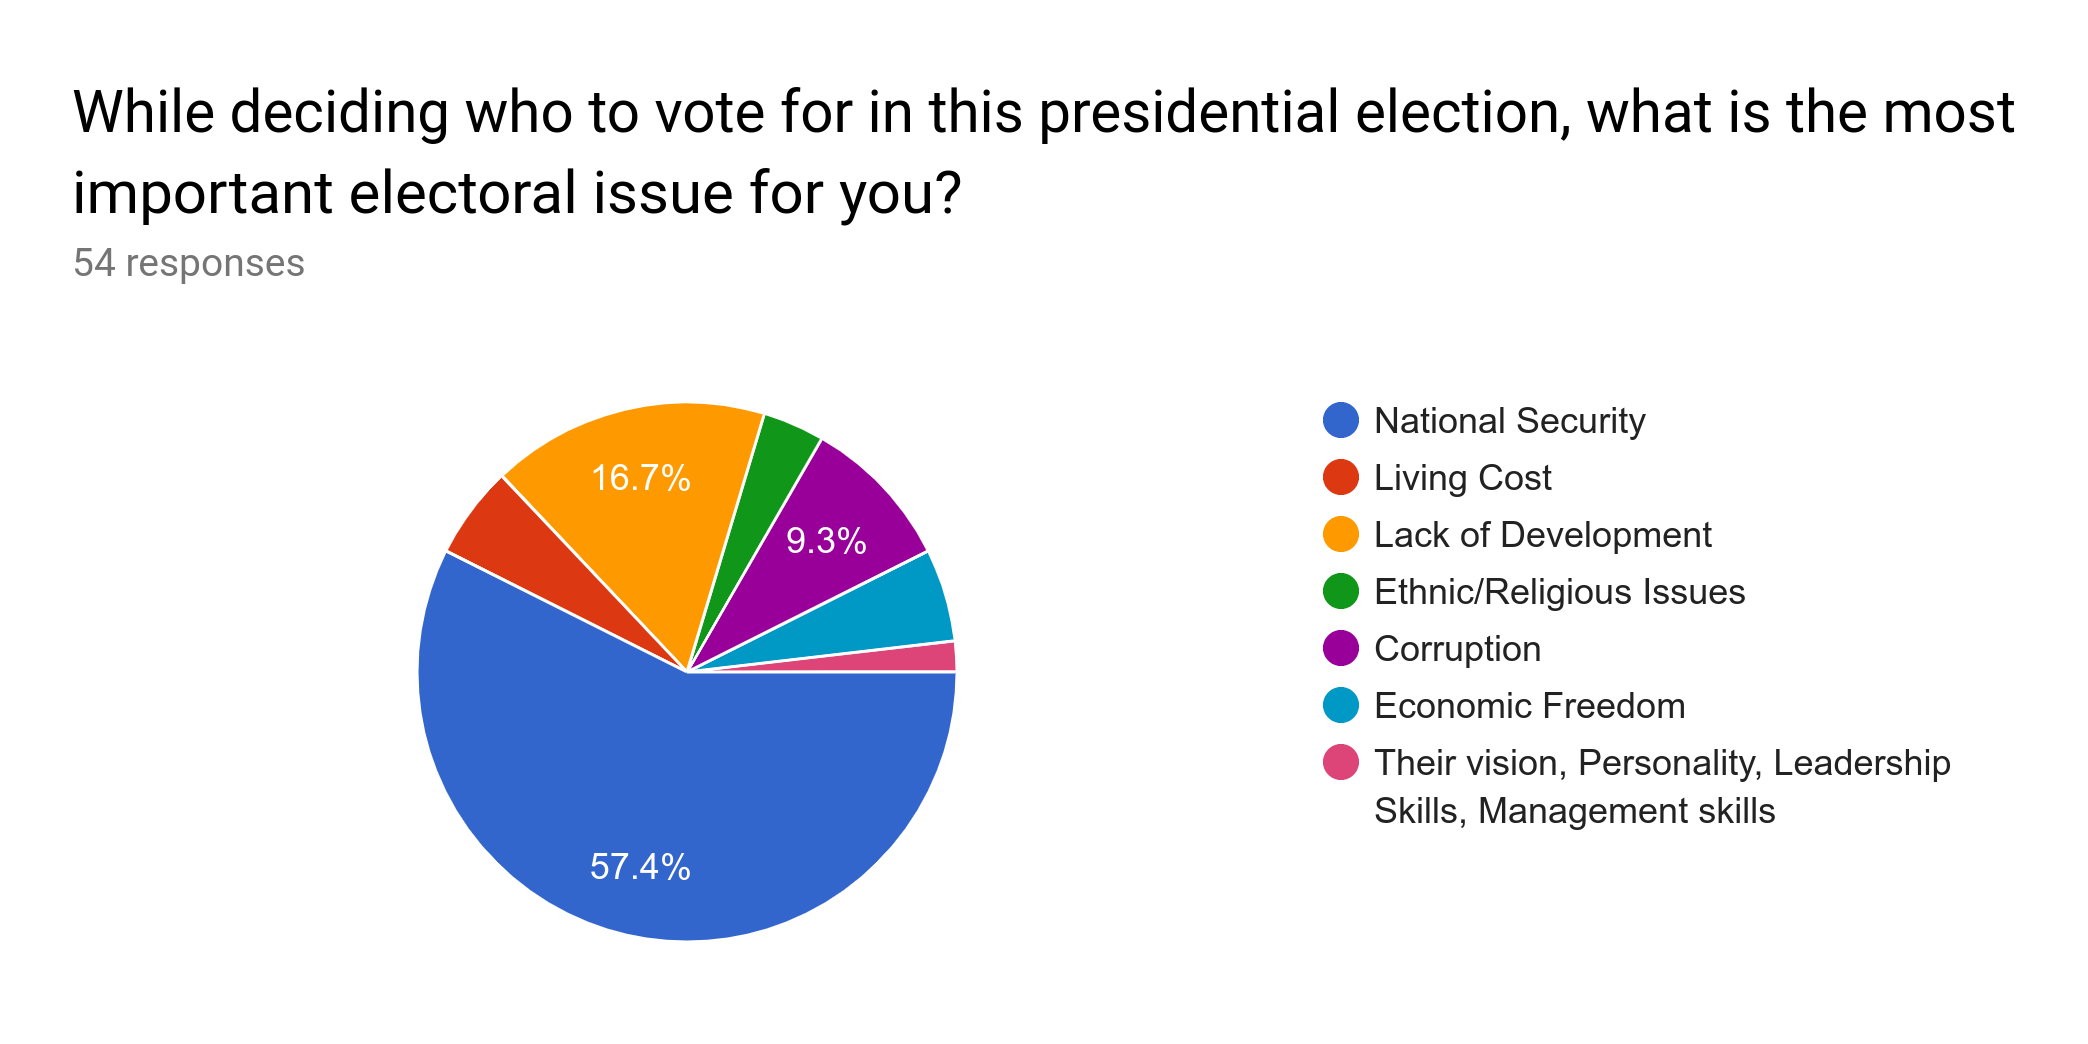 While deciding who to vote for in this presidential election, what is the most
important electoral issue for you?
54 responses
16.7%
9.3%
57.4%
National Security
Living Cost
Lack of Development
Ethnic/Religious Issues
Corruption
Economic Freedom
Their vision, Personality, Leadership
Skills, Management skills